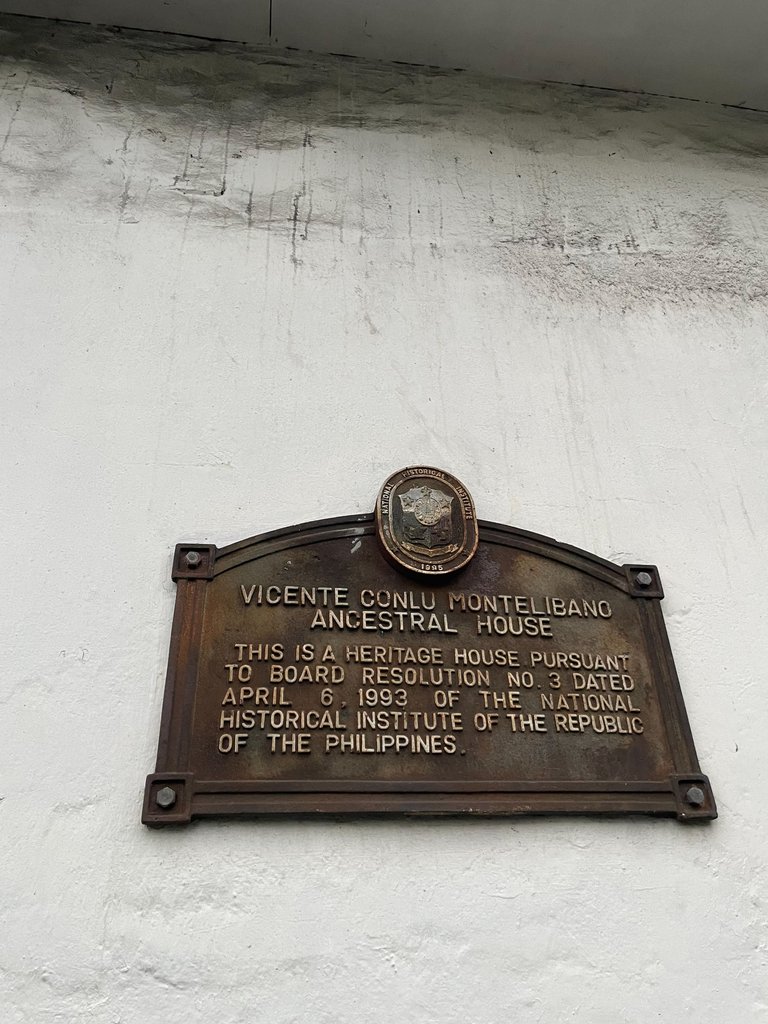 NATIONAL HISTORICAL INSTITUTE
1995
VICENTE CONLU MONTELIBANO
ANCESTRAL HOUSE
THIS IS A HERITAGE HOUSE PURSUANT
TO BOARD RESOLUTION NO. 3 DATED
APRIL 6, 1993 OF THE NATIONAL
HISTORICAL INSTITUTE OF THE REPUBLIC
OF THE PHILIPPINES.